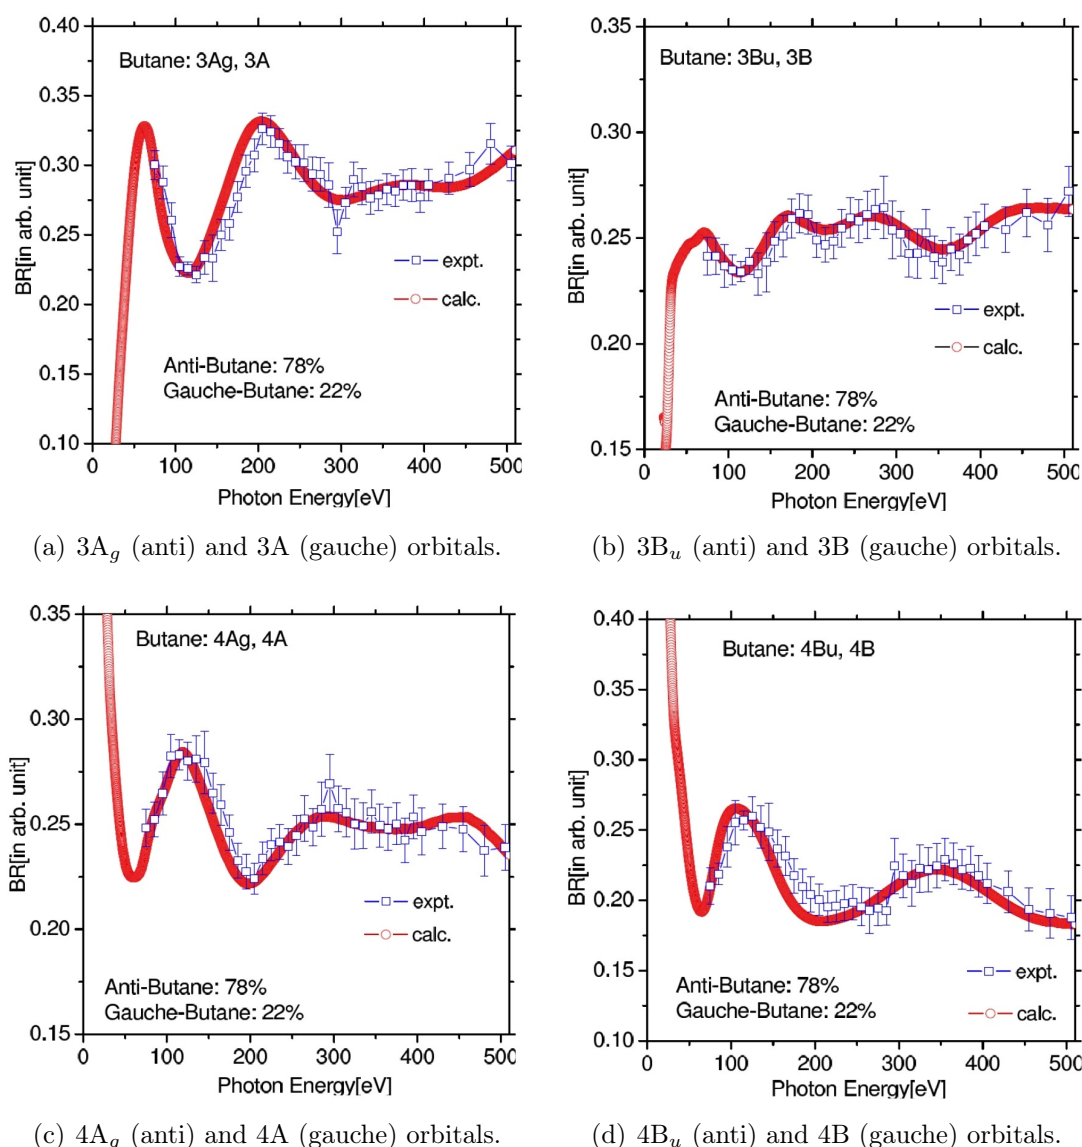 Butane: 3Ag, 3A
BR[in arb. unit]
0.40
0.35
0.30
0.25
0.20
0.15
0.10
expt.
calc.
Anti-Butane: 78%
Gauche-Butane: 22%
0 100 200 300 400 500
Photon Energy[eV]
(a) 3A_g (anti) and 3A (gauche) orbitals.
Butane: 3Bu, 3B
BR[in arb. unit]
0.35
0.30
0.25
0.20
0.15
expt.
calc.
Anti-Butane: 78%
Gauche-Butane: 22%
0 100 200 300 400 500
Photon Energy[eV]
(b) 3B_u (anti) and 3B (gauche) orbitals.
Butane: 4Ag, 4A
BR[in arb. unit]
0.35
0.30
0.25
0.20
0.15
expt.
calc.
Anti-Butane: 78%
Gauche-Butane: 22%
0 100 200 300 400 500
Photon Energy[eV]
(c) 4A_g (anti) and 4A (gauche) orbitals.
Butane: 4Bu, 4B
BR[in arb. unit]
0.40
0.35
0.30
0.25
0.20
0.15
0.10
expt.
calc.
Anti-Butane: 78%
Gauche-Butane: 22%
0 100 200 300 400 500
Photon Energy[eV]
(d) 4B_u (anti) and 4B (gauche) orbitals.